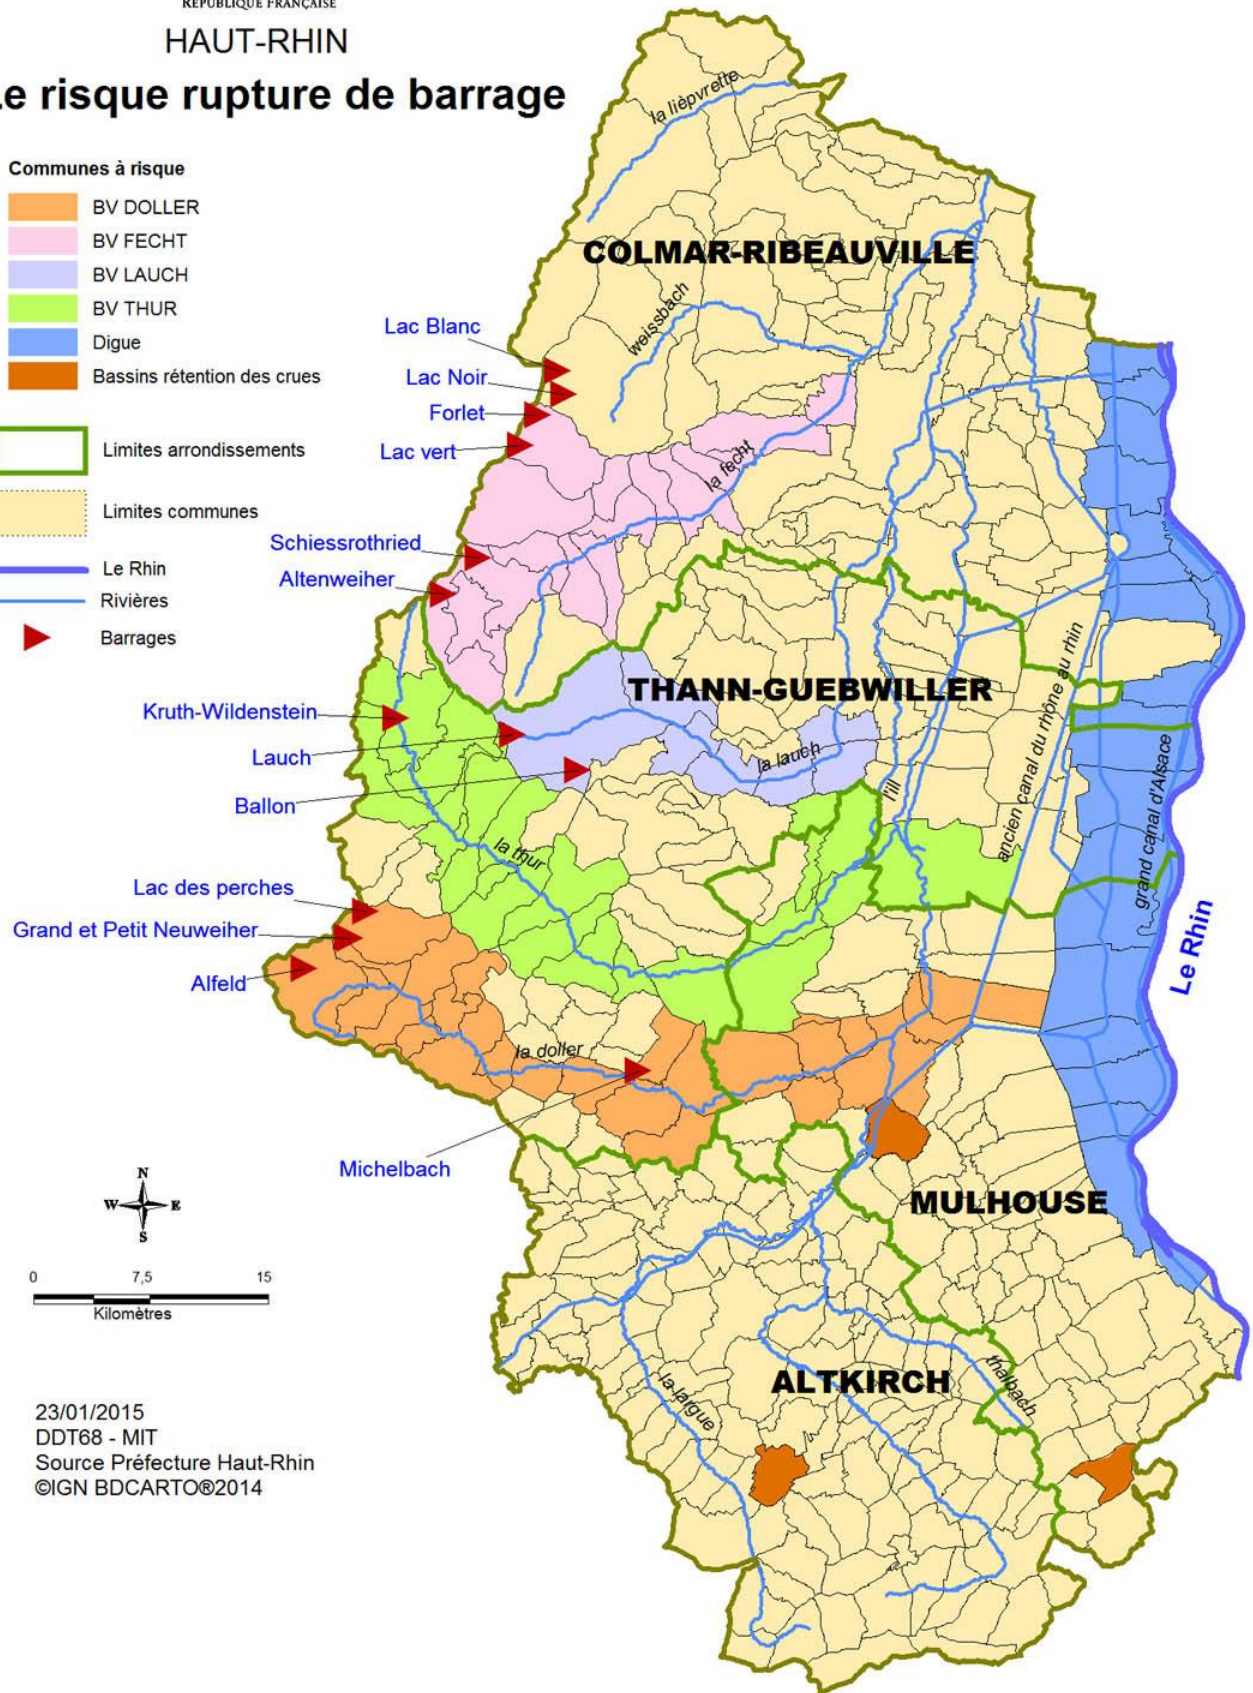 RÉPUBLIQUE FRANÇAISE
HAUT-RHIN
Le risque rupture de barrage
Communes à risque
BV DOLLER
BV FECHT
BV LAUCH
BV THUR
Digue
Bassins rétention des crues
Limites arrondissements
Limites communes
Le Rhin
Rivières
Barrages
la lièpvrette
COLMAR-RIBEAUVILLE
weissbach
Lac Blanc
Lac Noir
Forlet
Lac vert
la fecht
Schiessrothried
Altenweiher
THANN-GUEBWILLER
Kruth-Wildenstein
Lauch
Ballon
la lauch
l'ill
ancien canal du rhône au rhin
grand canal d'Alsace
la thur
Lac des perches
Grand et Petit Neuweiher
Alfeld
Le Rhin
la doller
Michelbach
MULHOUSE
N
W E
S
0 7,5 15
Kilomètres
ALTKIRCH
thalbach
la largue
23/01/2015
DDT68 - MIT
Source Préfecture Haut-Rhin
©IGN BDCARTO®2014